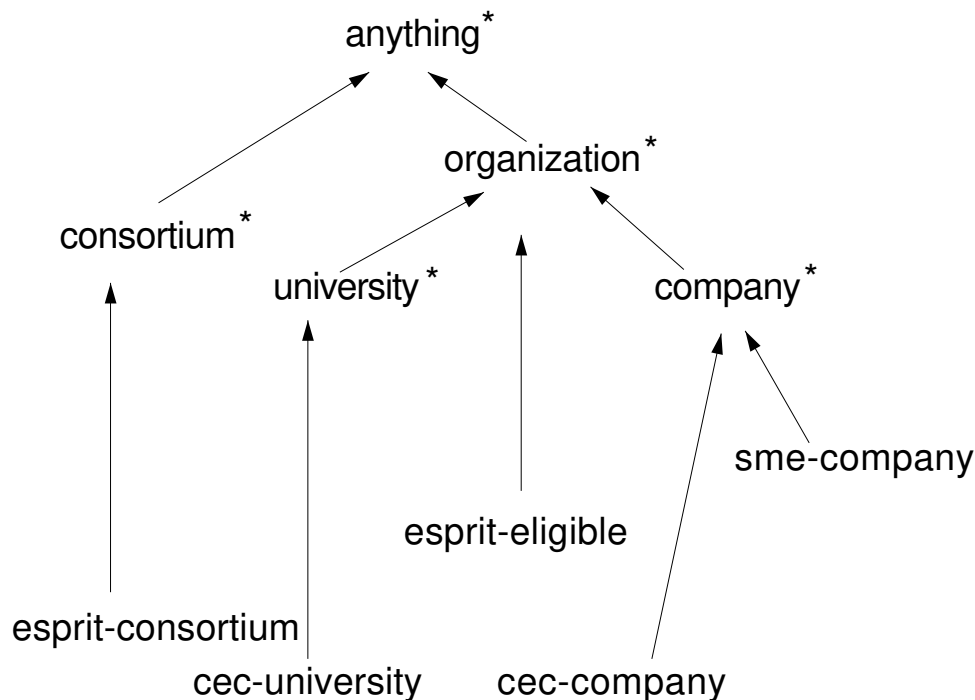 anything*
organization*
consortium*
university*
company*
sme-company
esprit-eligible
esprit-consortium
cec-university
cec-company